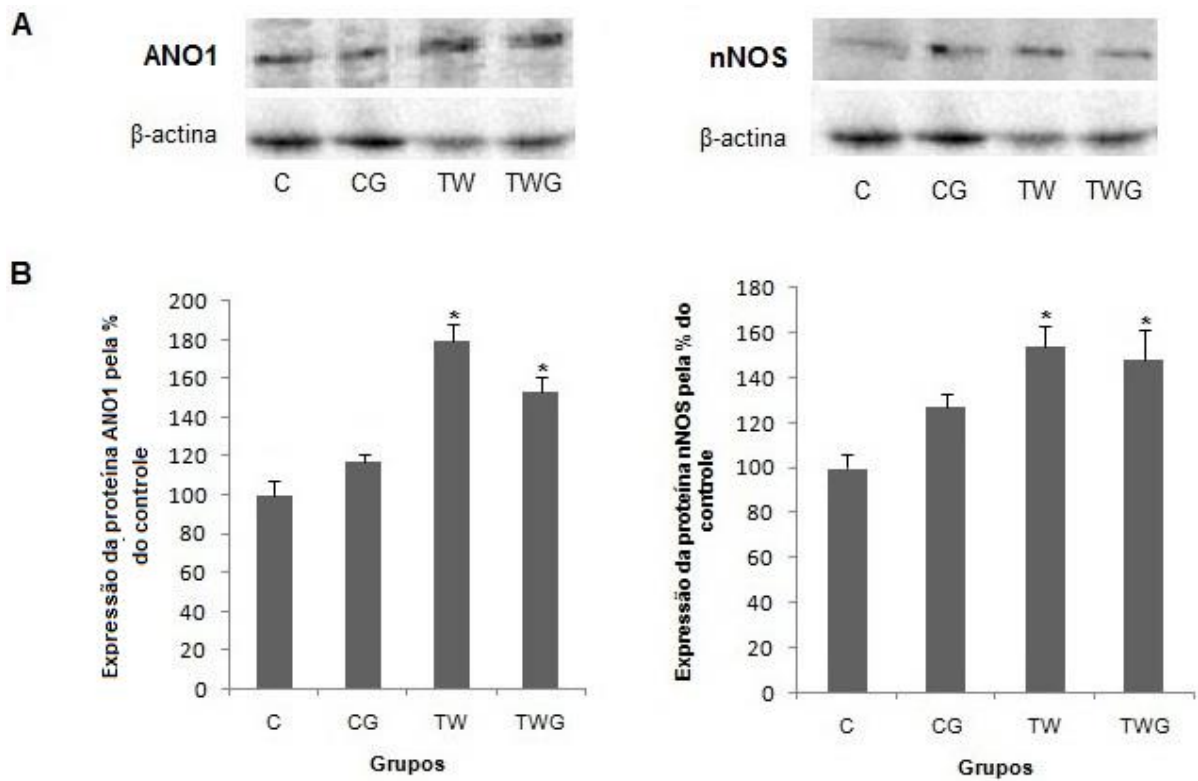 A
ANO1
β-actina
C CG TW TWG
nNOS
β-actina
C CG TW TWG
B
Expressão da proteína ANO1 pela %
do controle
200
180
160
140
120
100
80
60
40
20
0
*
*
C CG TW TWG
Grupos
Expressão da proteína nNOS pela % do
controle
180
160
140
120
100
80
60
40
20
0
*
*
C CG TW TWG
Grupos